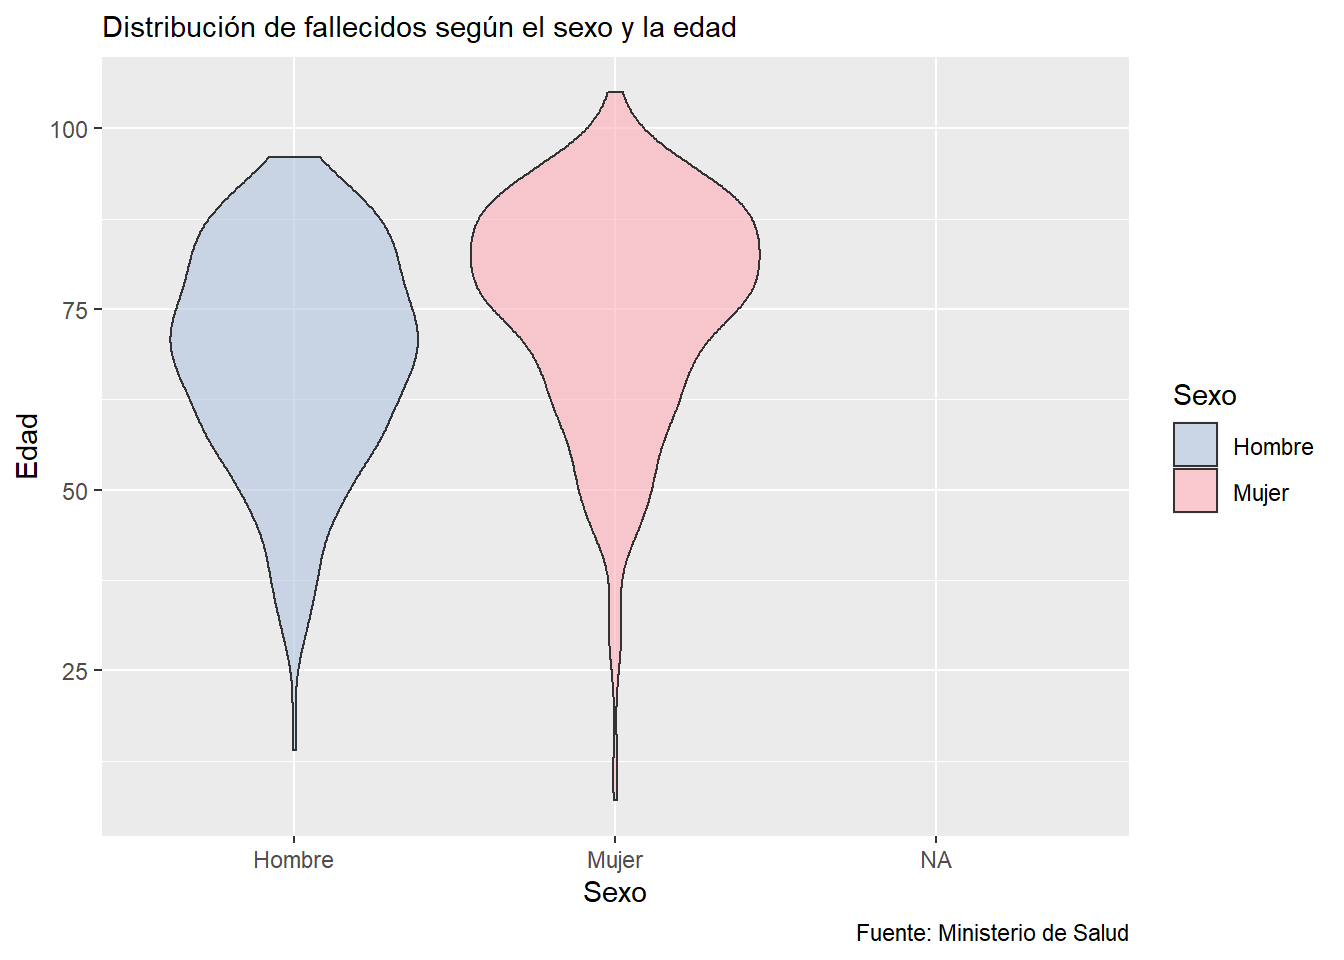 Distribución de fallecidos según el sexo y la edad
Edad
100
75
50
25
Hombre
Mujer
NA
Sexo
Sexo
Hombre
Mujer
Fuente: Ministerio de Salud